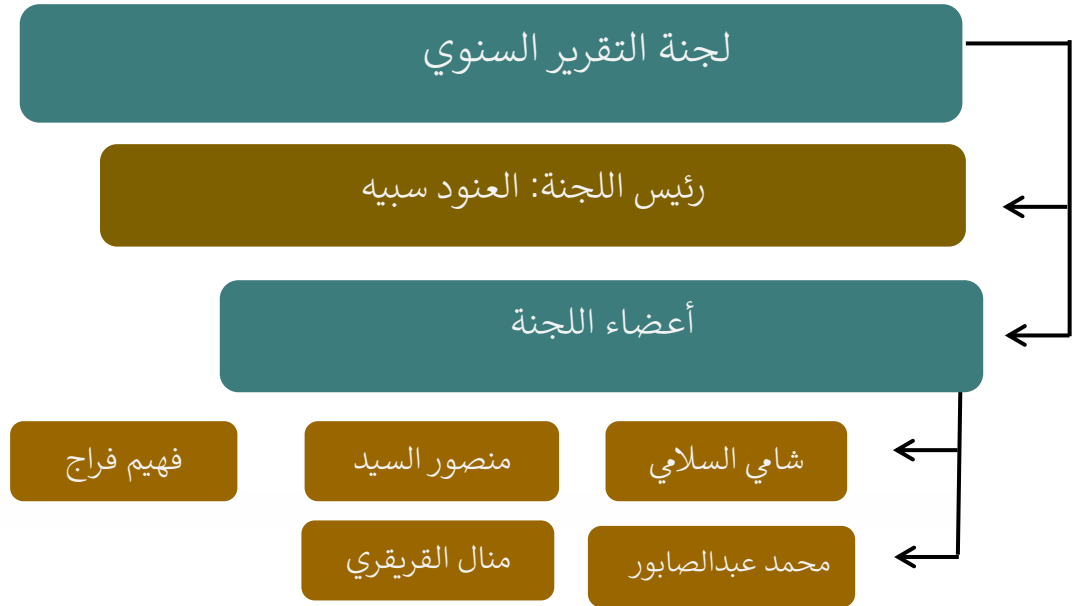 لجنة التقرير السنوي
رئيس اللجنة: العنود سبيه
أعضاء اللجنة
شامي السلامي
منصور السيد
فهيم فراج
محمد عبدالصابور
منال القريقري